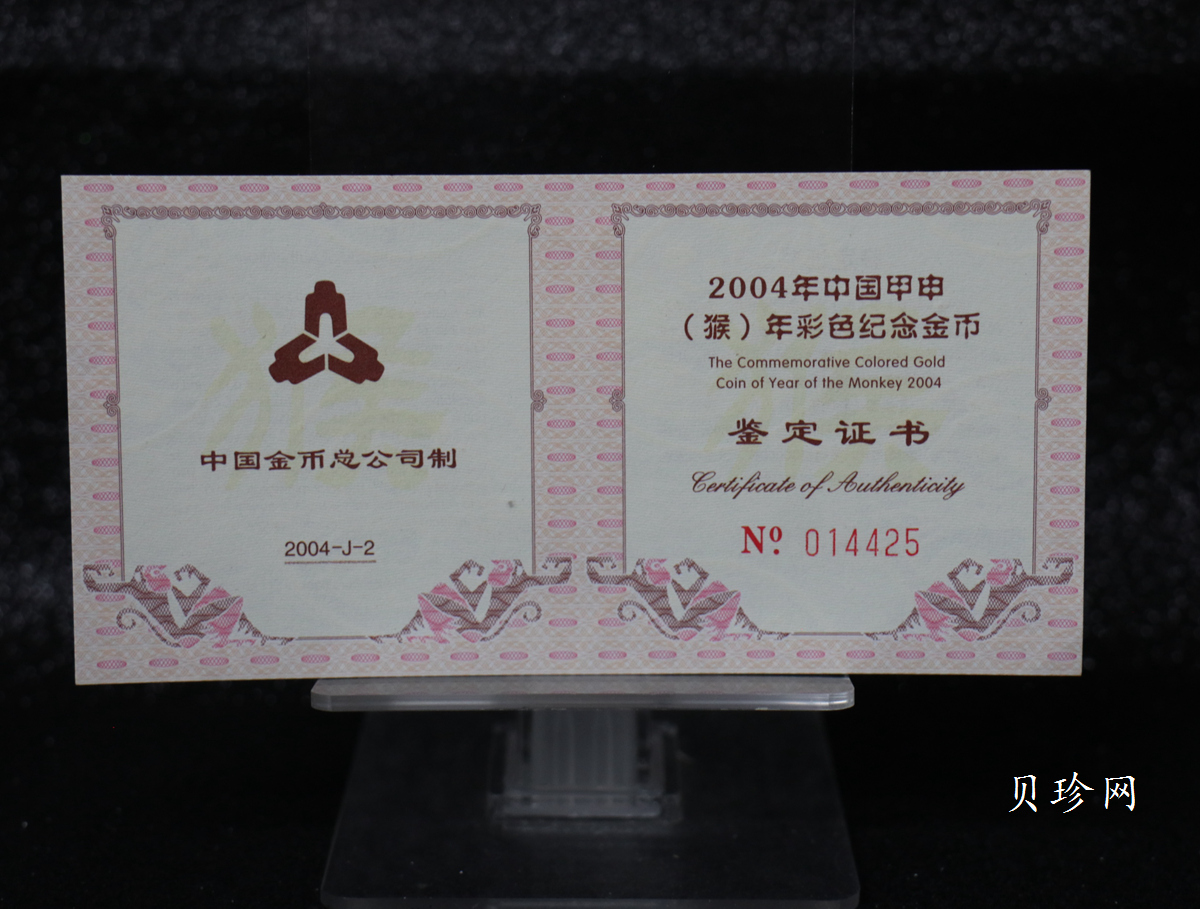 中国金币总公司制
2004-J-2
2004年中国甲申
（猴）年彩色纪念金币
The Commemorative Colored Gold
Coin of Year of the Monkey 2004
鉴定证书
Certificate of Authenticity
Nº 014425
贝珍网